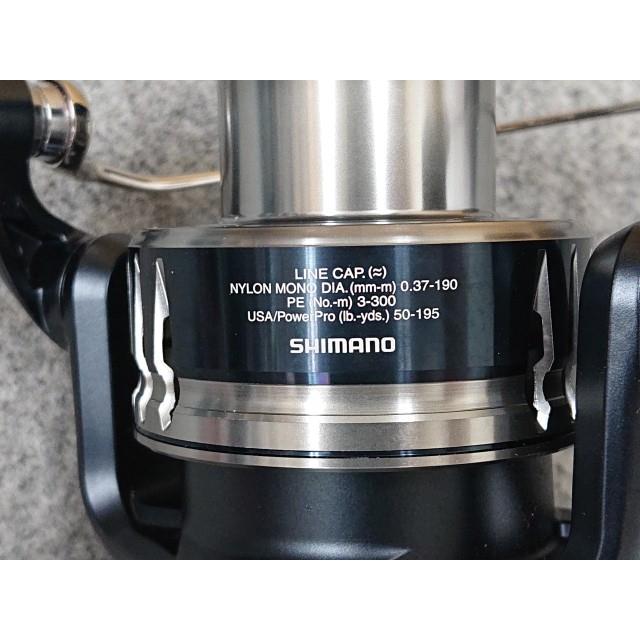 LINE CAP.(≈)
NYLON MONO DIA.(mm-m) 0.37-190
PE (No.-m) 3-300
USA/PowerPro (lb.-yds.) 50-195
SHIMANO